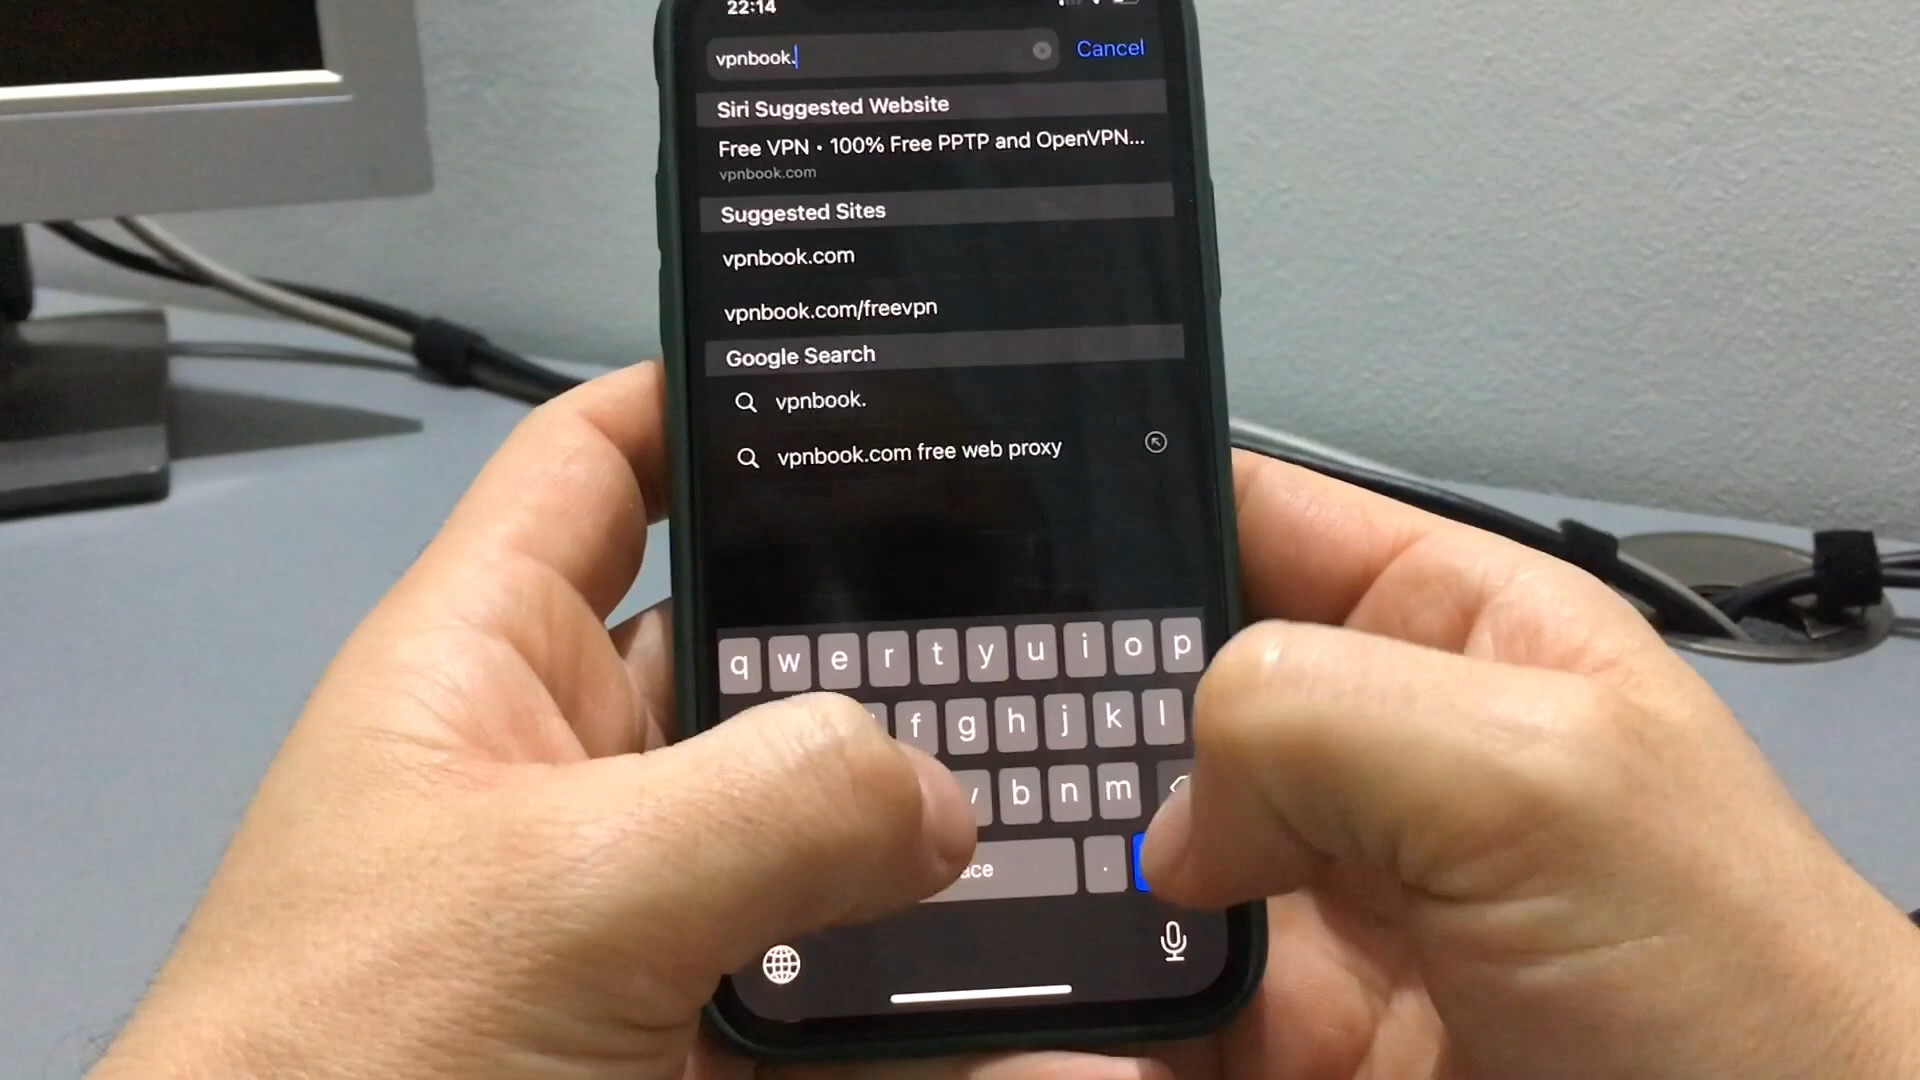 22:14
vpnbook.
Cancel
Siri Suggested Website
Free VPN • 100% Free PPTP and OpenVPN...
vpnbook.com
Suggested Sites
vpnbook.com
vpnbook.com/freevpn
Google Search
vpnbook.
vpnbook.com free web proxy
q w e r t y u i o p
f g h j k l
v b n m
ace .